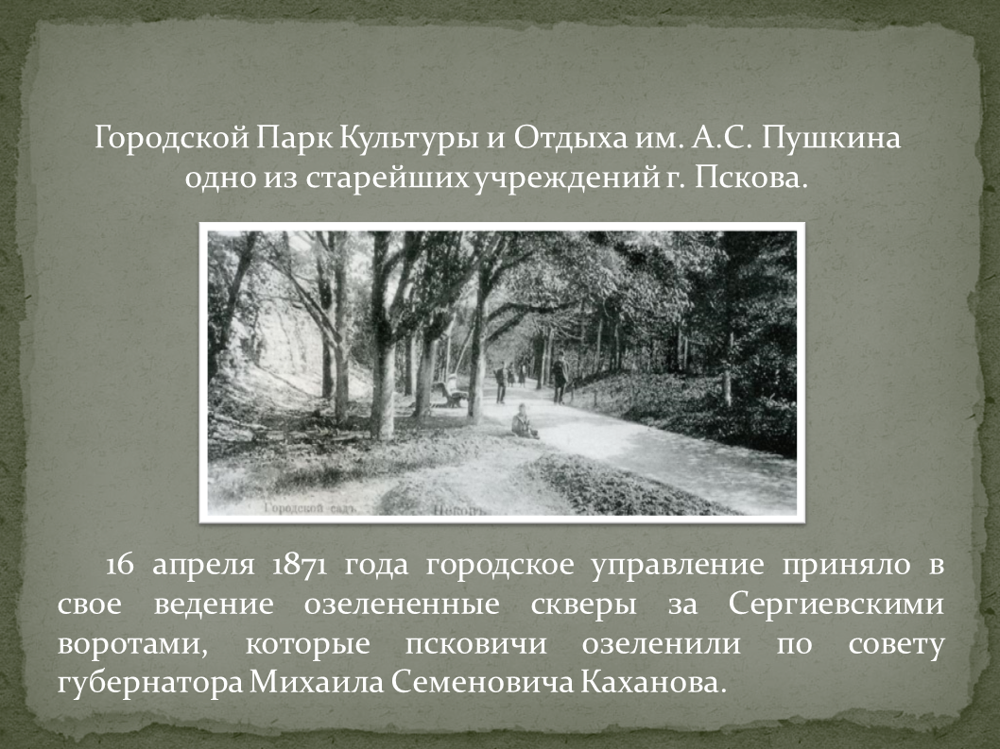 Городской Парк Культуры и Отдыха им. А.С. Пушкина
одно из старейших учреждений г. Пскова.
Городской садъ. Псковъ.
16 апреля 1871 года городское управление приняло в
свое ведение озелененные скверы за Сергиевскими
воротами, которые псковичи озеленили по совету
губернатора Михаила Семеновича Каханова.